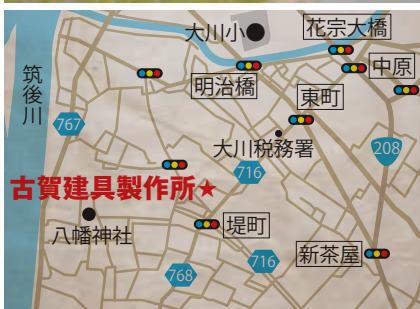 大川小
花宗大橋
中原
明治橋
筑後川
東町
767
大川税務署
208
716
古賀建具製作所★
八幡神社
堤町
新茶屋
716
768